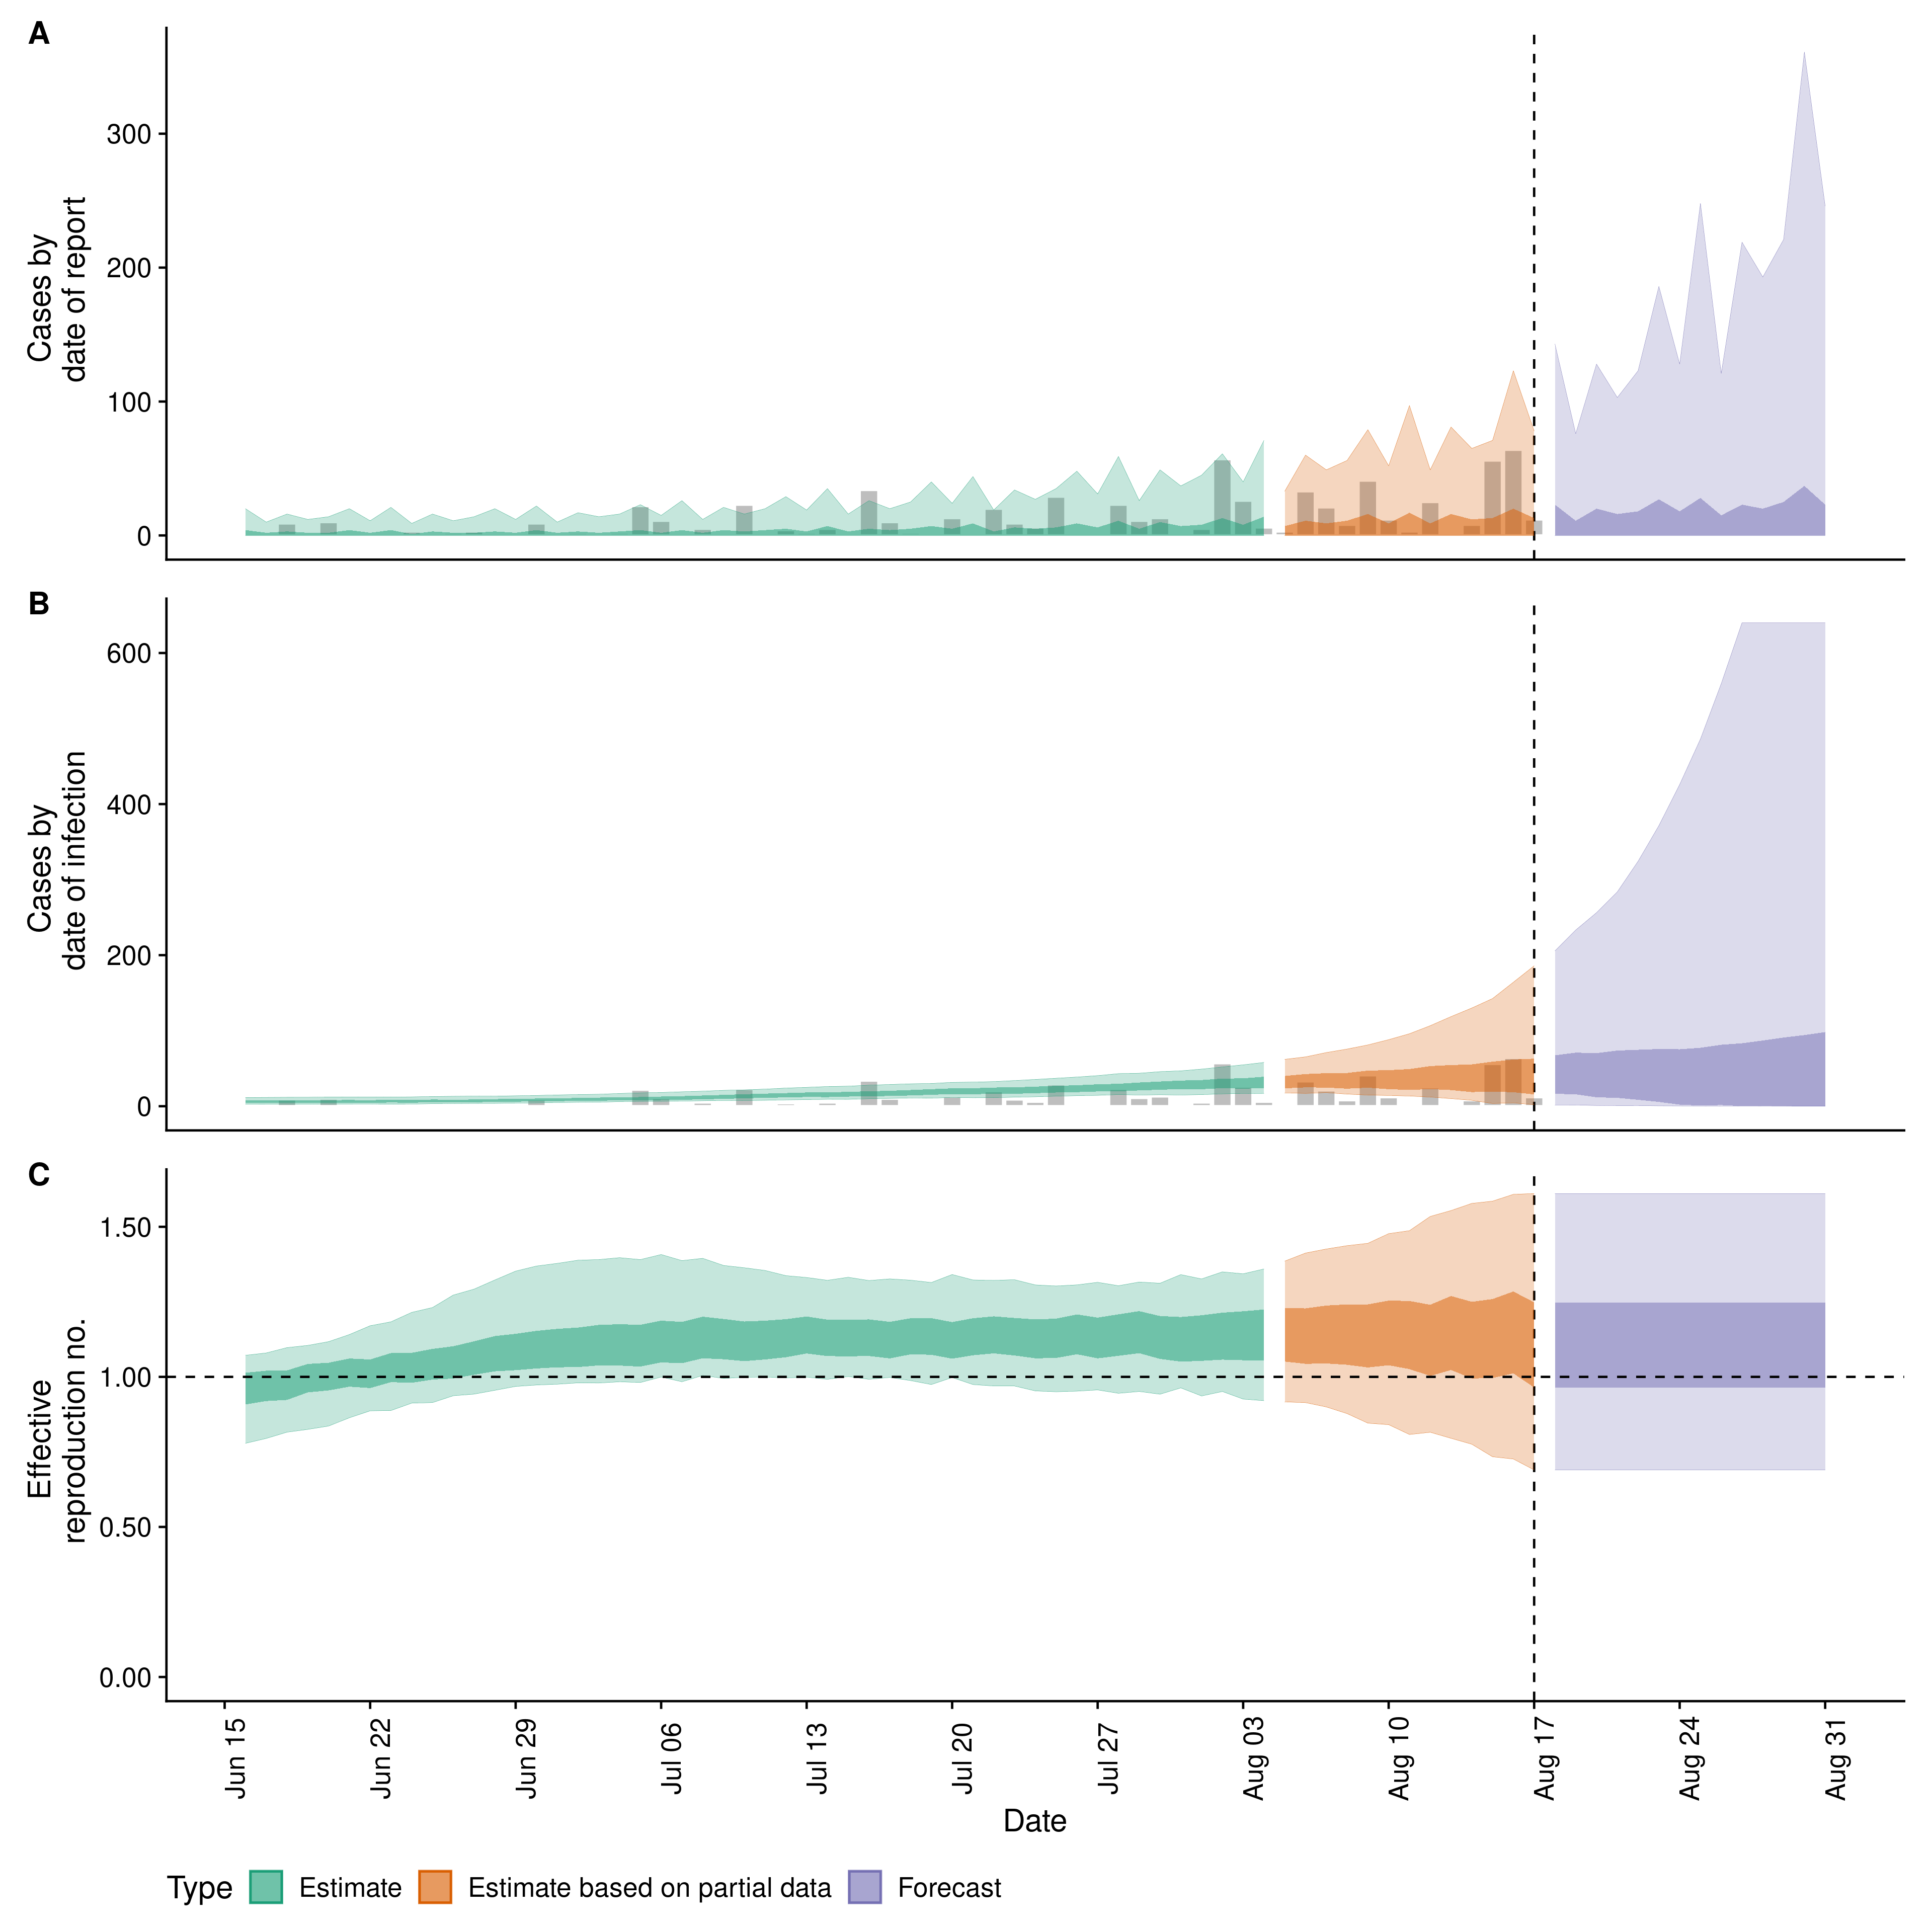 A
Cases by
date of report
300
200
100
0
B
Cases by
date of infection
600
400
200
0
C
Effective
reproduction no.
1.50
1.00
0.50
0.00
Jun 15
Jun 22
Jun 29
Jul 06
Jul 13
Jul 20
Jul 27
Aug 03
Aug 10
Aug 17
Aug 24
Aug 31
Date
Type Estimate Estimate based on partial data Forecast